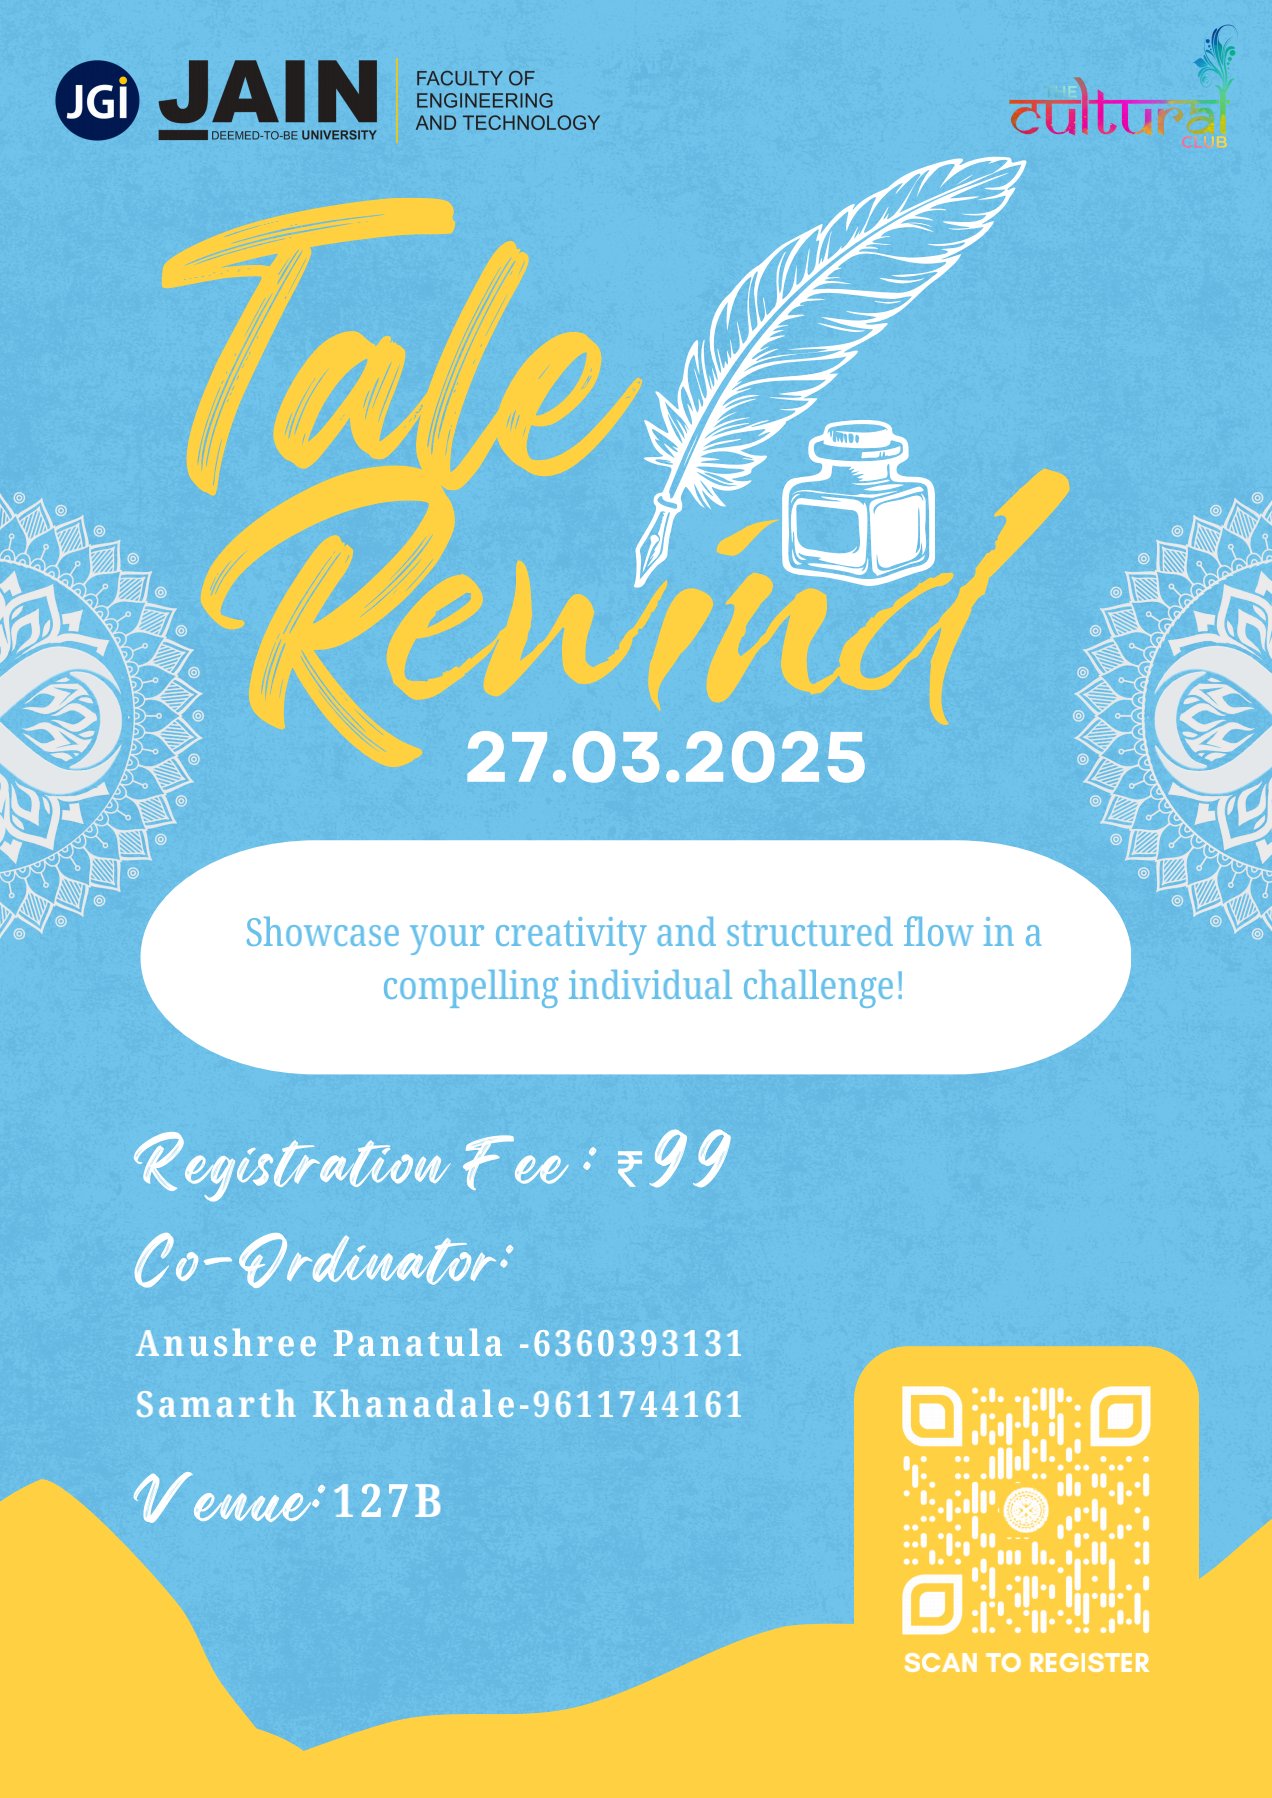 JGi JAIN
DEEMED-TO-BE UNIVERSITY
FACULTY OF
ENGINEERING
AND TECHNOLOGY
THE
cultural
CLUB
Tale
Rewind
27.03.2025
Showcase your creativity and structured flow in a
compelling individual challenge!
Registration Fee : ₹99
Co-Ordinator:
Anushree Panatula -6360393131
Samarth Khanadale-9611744161
Venue: 127B
SCAN TO REGISTER